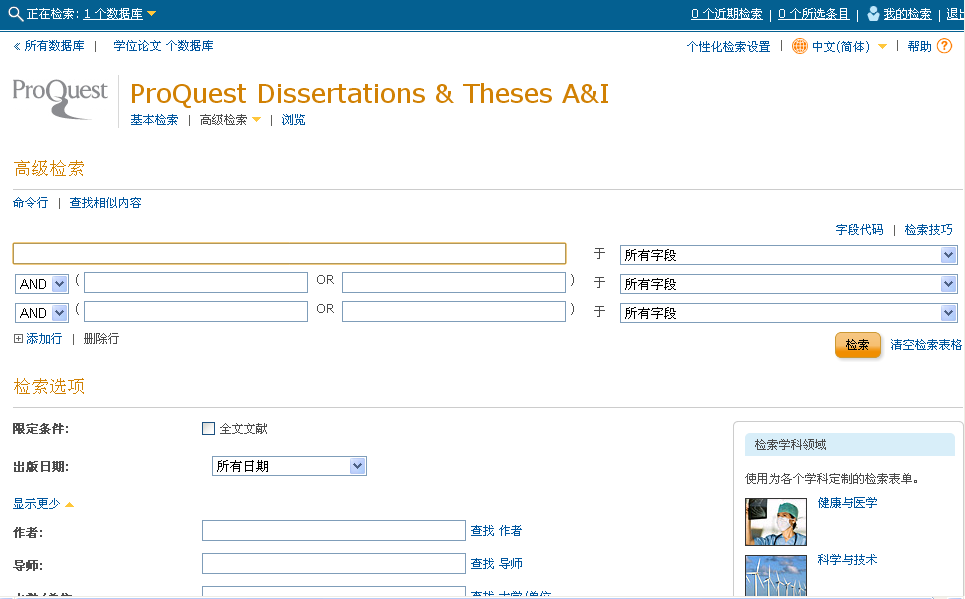 正在检索: 1 个数据库 0 个近期检索 | 0 个所选条目 | 我的检索 | 退出
« 所有数据库 | 学位论文 个数据库 个性化检索设置 | 中文(简体) | 帮助 ?
ProQuest ProQuest Dissertations & Theses A&I
基本检索 | 高级检索 | 浏览
高级检索
命令行 | 查找相似内容
字段代码 | 检索技巧
于 所有字段
AND ( OR ) 于 所有字段
AND ( OR ) 于 所有字段
添加行 | 删除行
检索 清空检索表格
检索选项
限定条件: 全文文献
检索学科领域
出版日期: 所有日期
使用为各个学科定制的检索表单。
显示更少
健康与医学
作者: 查找 作者
导师: 查找 导师
科学与技术
查找 大学/单位